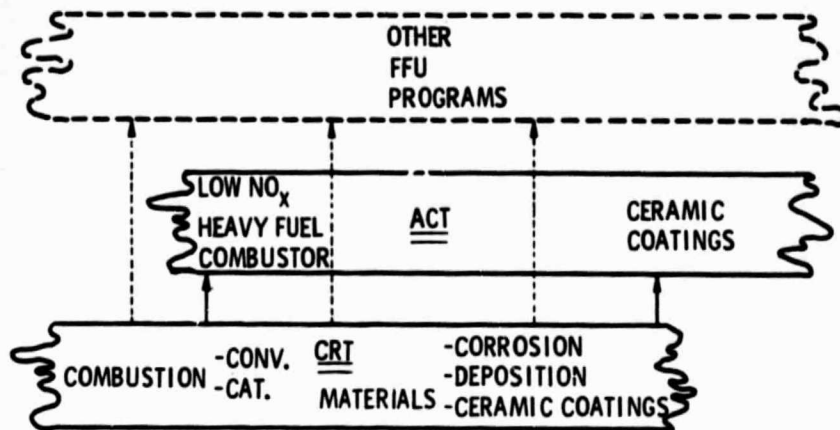 OTHER
FFU
PROGRAMS
LOW NOx
HEAVY FUEL
COMBUSTOR
ACT
CERAMIC
COATINGS
COMBUSTION
-CONV.
-CAT.
CRT
MATERIALS
-CORROSION
-DEPOSITION
-CERAMIC COATINGS